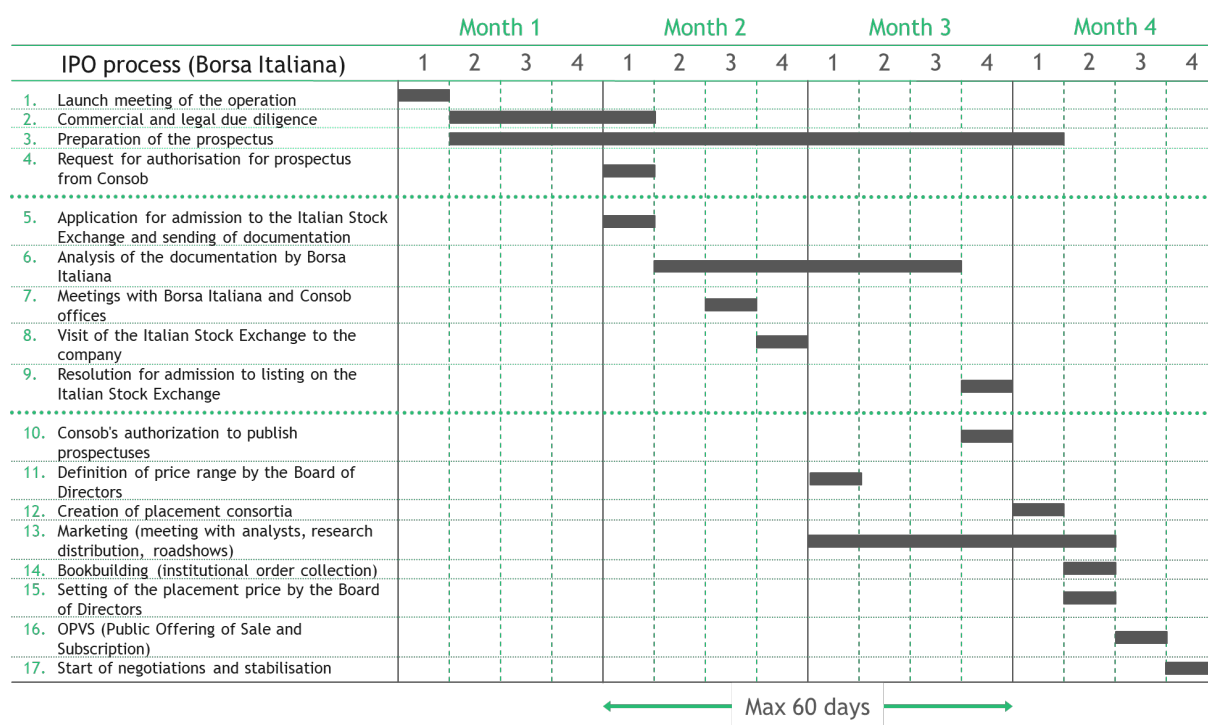 Month 1 Month 2 Month 3 Month 4
IPO process (Borsa Italiana) 1 2 3 4 1 2 3 4 1 2 3 4 1 2 3 4
1. Launch meeting of the operation
2. Commercial and legal due diligence
3. Preparation of the prospectus
4. Request for authorisation for prospectus
from Consob
5. Application for admission to the Italian Stock
Exchange and sending of documentation
6. Analysis of the documentation by Borsa
Italiana
7. Meetings with Borsa Italiana and Consob
offices
8. Visit of the Italian Stock Exchange to the
company
9. Resolution for admission to listing on the
Italian Stock Exchange
10. Consob's authorization to publish
prospectuses
11. Definition of price range by the Board of
Directors
12. Creation of placement consortia
13. Marketing (meeting with analysts, research
distribution, roadshows)
14. Bookbuilding (institutional order collection)
15. Setting of the placement price by the Board
of Directors
16. OPVS (Public Offering of Sale and
Subscription)
17. Start of negotiations and stabilisation
Max 60 days